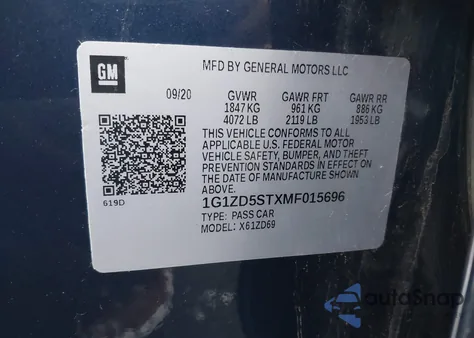 GM
MFD BY GENERAL MOTORS LLC
09/20
GVWR GAWR FRT GAWR RR
1847 KG 961 KG 886 KG
4072 LB 2119 LB 1953 LB
THIS VEHICLE CONFORMS TO ALL
APPLICABLE U.S. FEDERAL MOTOR
VEHICLE SAFETY, BUMPER, AND THEFT
PREVENTION STANDARDS IN EFFECT ON
THE DATE OF MANUFACTURE SHOWN
ABOVE.
1G1ZD5STXMF015696
619D
TYPE: PASS CAR
MODEL: X61ZD69
autoSnap